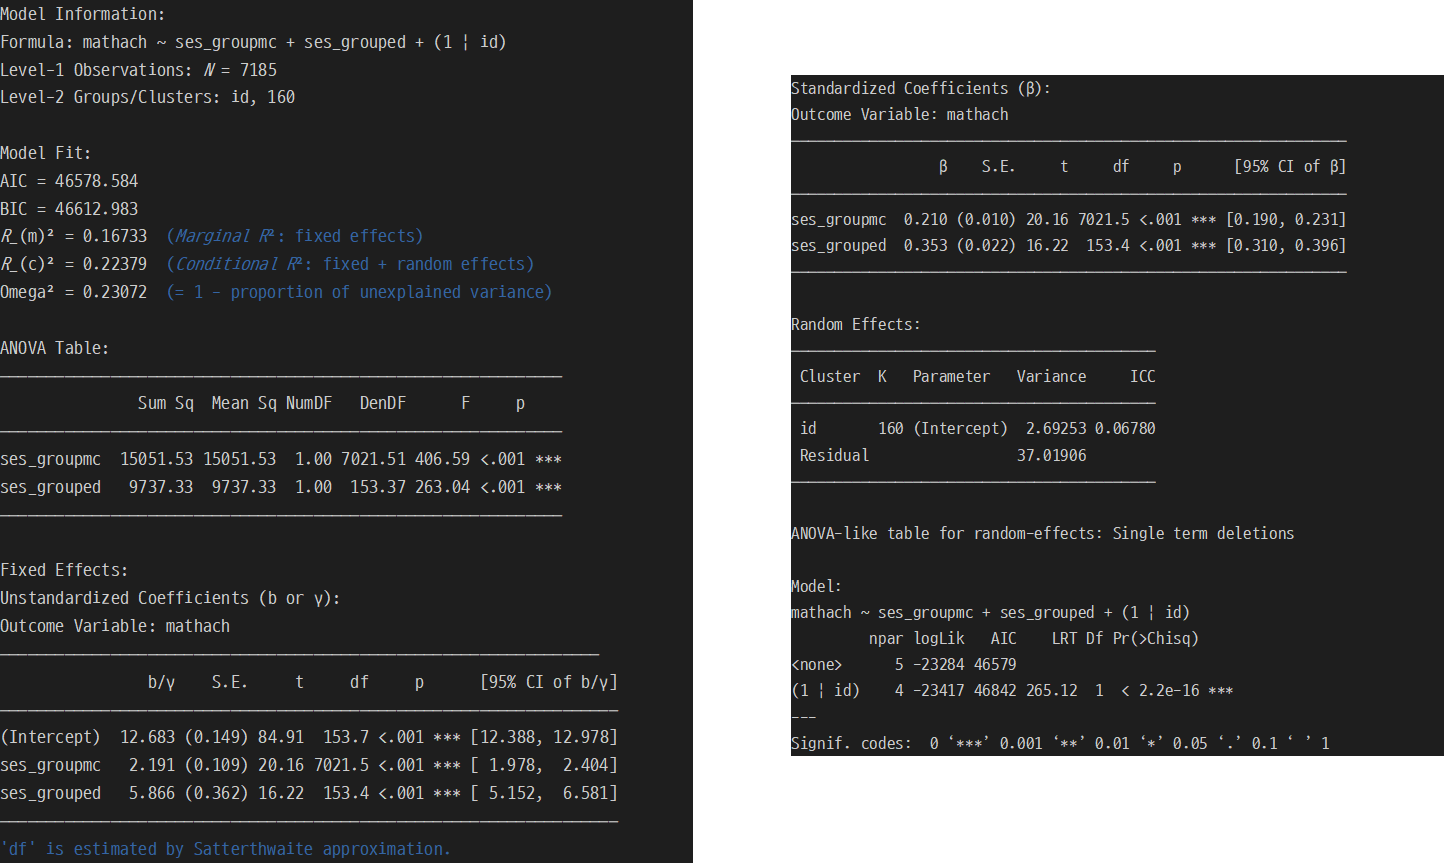 Model Information:
Formula: mathach ~ ses_groupmc + ses_grouped + (1 ¦ id)
Level-1 Observations: N = 7185
Level-2 Groups/Clusters: id, 160
Model Fit:
AIC = 46578.584
BIC = 46612.983
R_(m)² = 0.16733  (Marginal R²: fixed effects)
R_(c)² = 0.22379  (Conditional R²: fixed + random effects)
Omega² = 0.23072  (= 1 - proportion of unexplained variance)
ANOVA Table:
Sum Sq  Mean Sq NumDF   DenDF      F     p
ses_groupmc  15051.53 15051.53  1.00 7021.51 406.59 <.001 ***
ses_grouped   9737.33  9737.33  1.00  153.37 263.04 <.001 ***
Fixed Effects:
Unstandardized Coefficients (b or γ):
Outcome Variable: mathach
b/γ    S.E.     t     df     p      [95% CI of b/γ]
(Intercept)  12.683 (0.149) 84.91  153.7 <.001 *** [12.388, 12.978]
ses_groupmc   2.191 (0.109) 20.16 7021.5 <.001 *** [ 1.978,  2.404]
ses_grouped   5.866 (0.362) 16.22  153.4 <.001 *** [ 5.152,  6.581]
'df' is estimated by Satterthwaite approximation.
Standardized Coefficients (β):
Outcome Variable: mathach
β    S.E.     t     df     p      [95% CI of β]
ses_groupmc  0.210 (0.010) 20.16 7021.5 <.001 *** [0.190, 0.231]
ses_grouped  0.353 (0.022) 16.22  153.4 <.001 *** [0.310, 0.396]
Random Effects:
Cluster  K   Parameter   Variance     ICC
id       160 (Intercept)  2.69253 0.06780
Residual                 37.01906
ANOVA-like table for random-effects: Single term deletions
Model:
mathach ~ ses_groupmc + ses_grouped + (1 ¦ id)
npar logLik   AIC    LRT Df Pr(>Chisq)
<none>      5 -23284 46579
(1 ¦ id)    4 -23417 46842 265.12  1  < 2.2e-16 ***
---
Signif. codes:  0 ‘***’ 0.001 ‘**’ 0.01 ‘*’ 0.05 ‘.’ 0.1 ‘ ’ 1